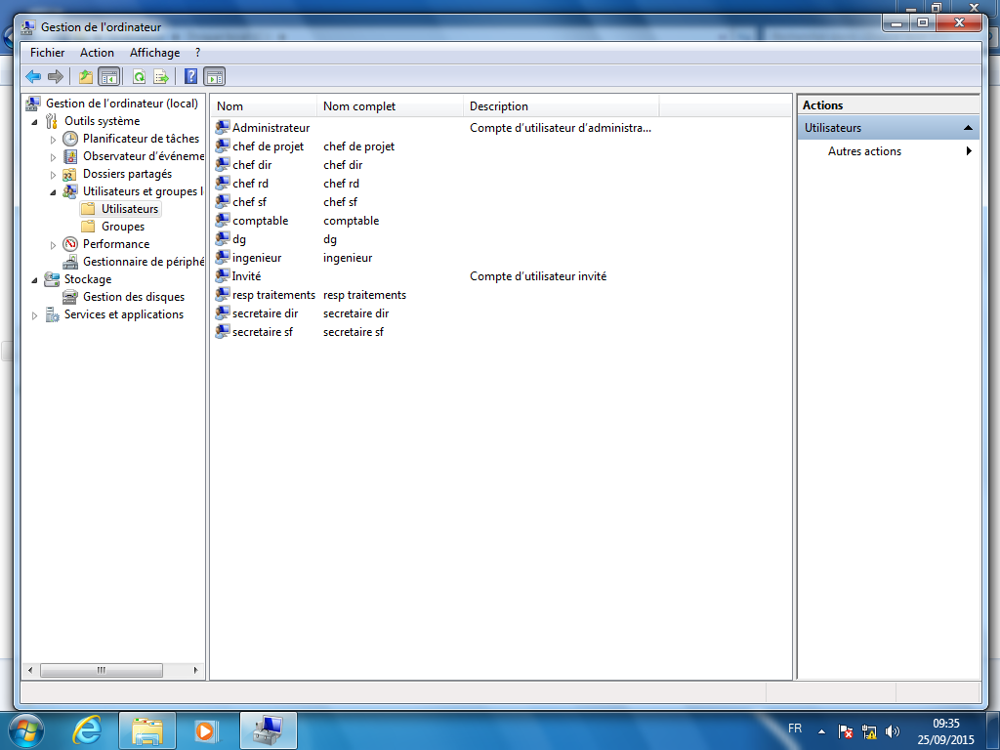 Gestion de l'ordinateur
Fichier Action Affichage ?
Gestion de l'ordinateur (local)
Outils système
Planificateur de tâches
Observateur d'événeme
Dossiers partagés
Utilisateurs et groupes l
Utilisateurs
Groupes
Performance
Gestionnaire de périphé
Stockage
Gestion des disques
Services et applications
Nom Nom complet Description
Administrateur Compte d'utilisateur d'administra...
chef de projet chef de projet
chef dir chef dir
chef rd chef rd
chef sf chef sf
comptable comptable
dg dg
ingenieur ingenieur
Invité Compte d'utilisateur invité
resp traitements resp traitements
secretaire dir secretaire dir
secretaire sf secretaire sf
Actions
Utilisateurs
Autres actions
FR
09:35
25/09/2015